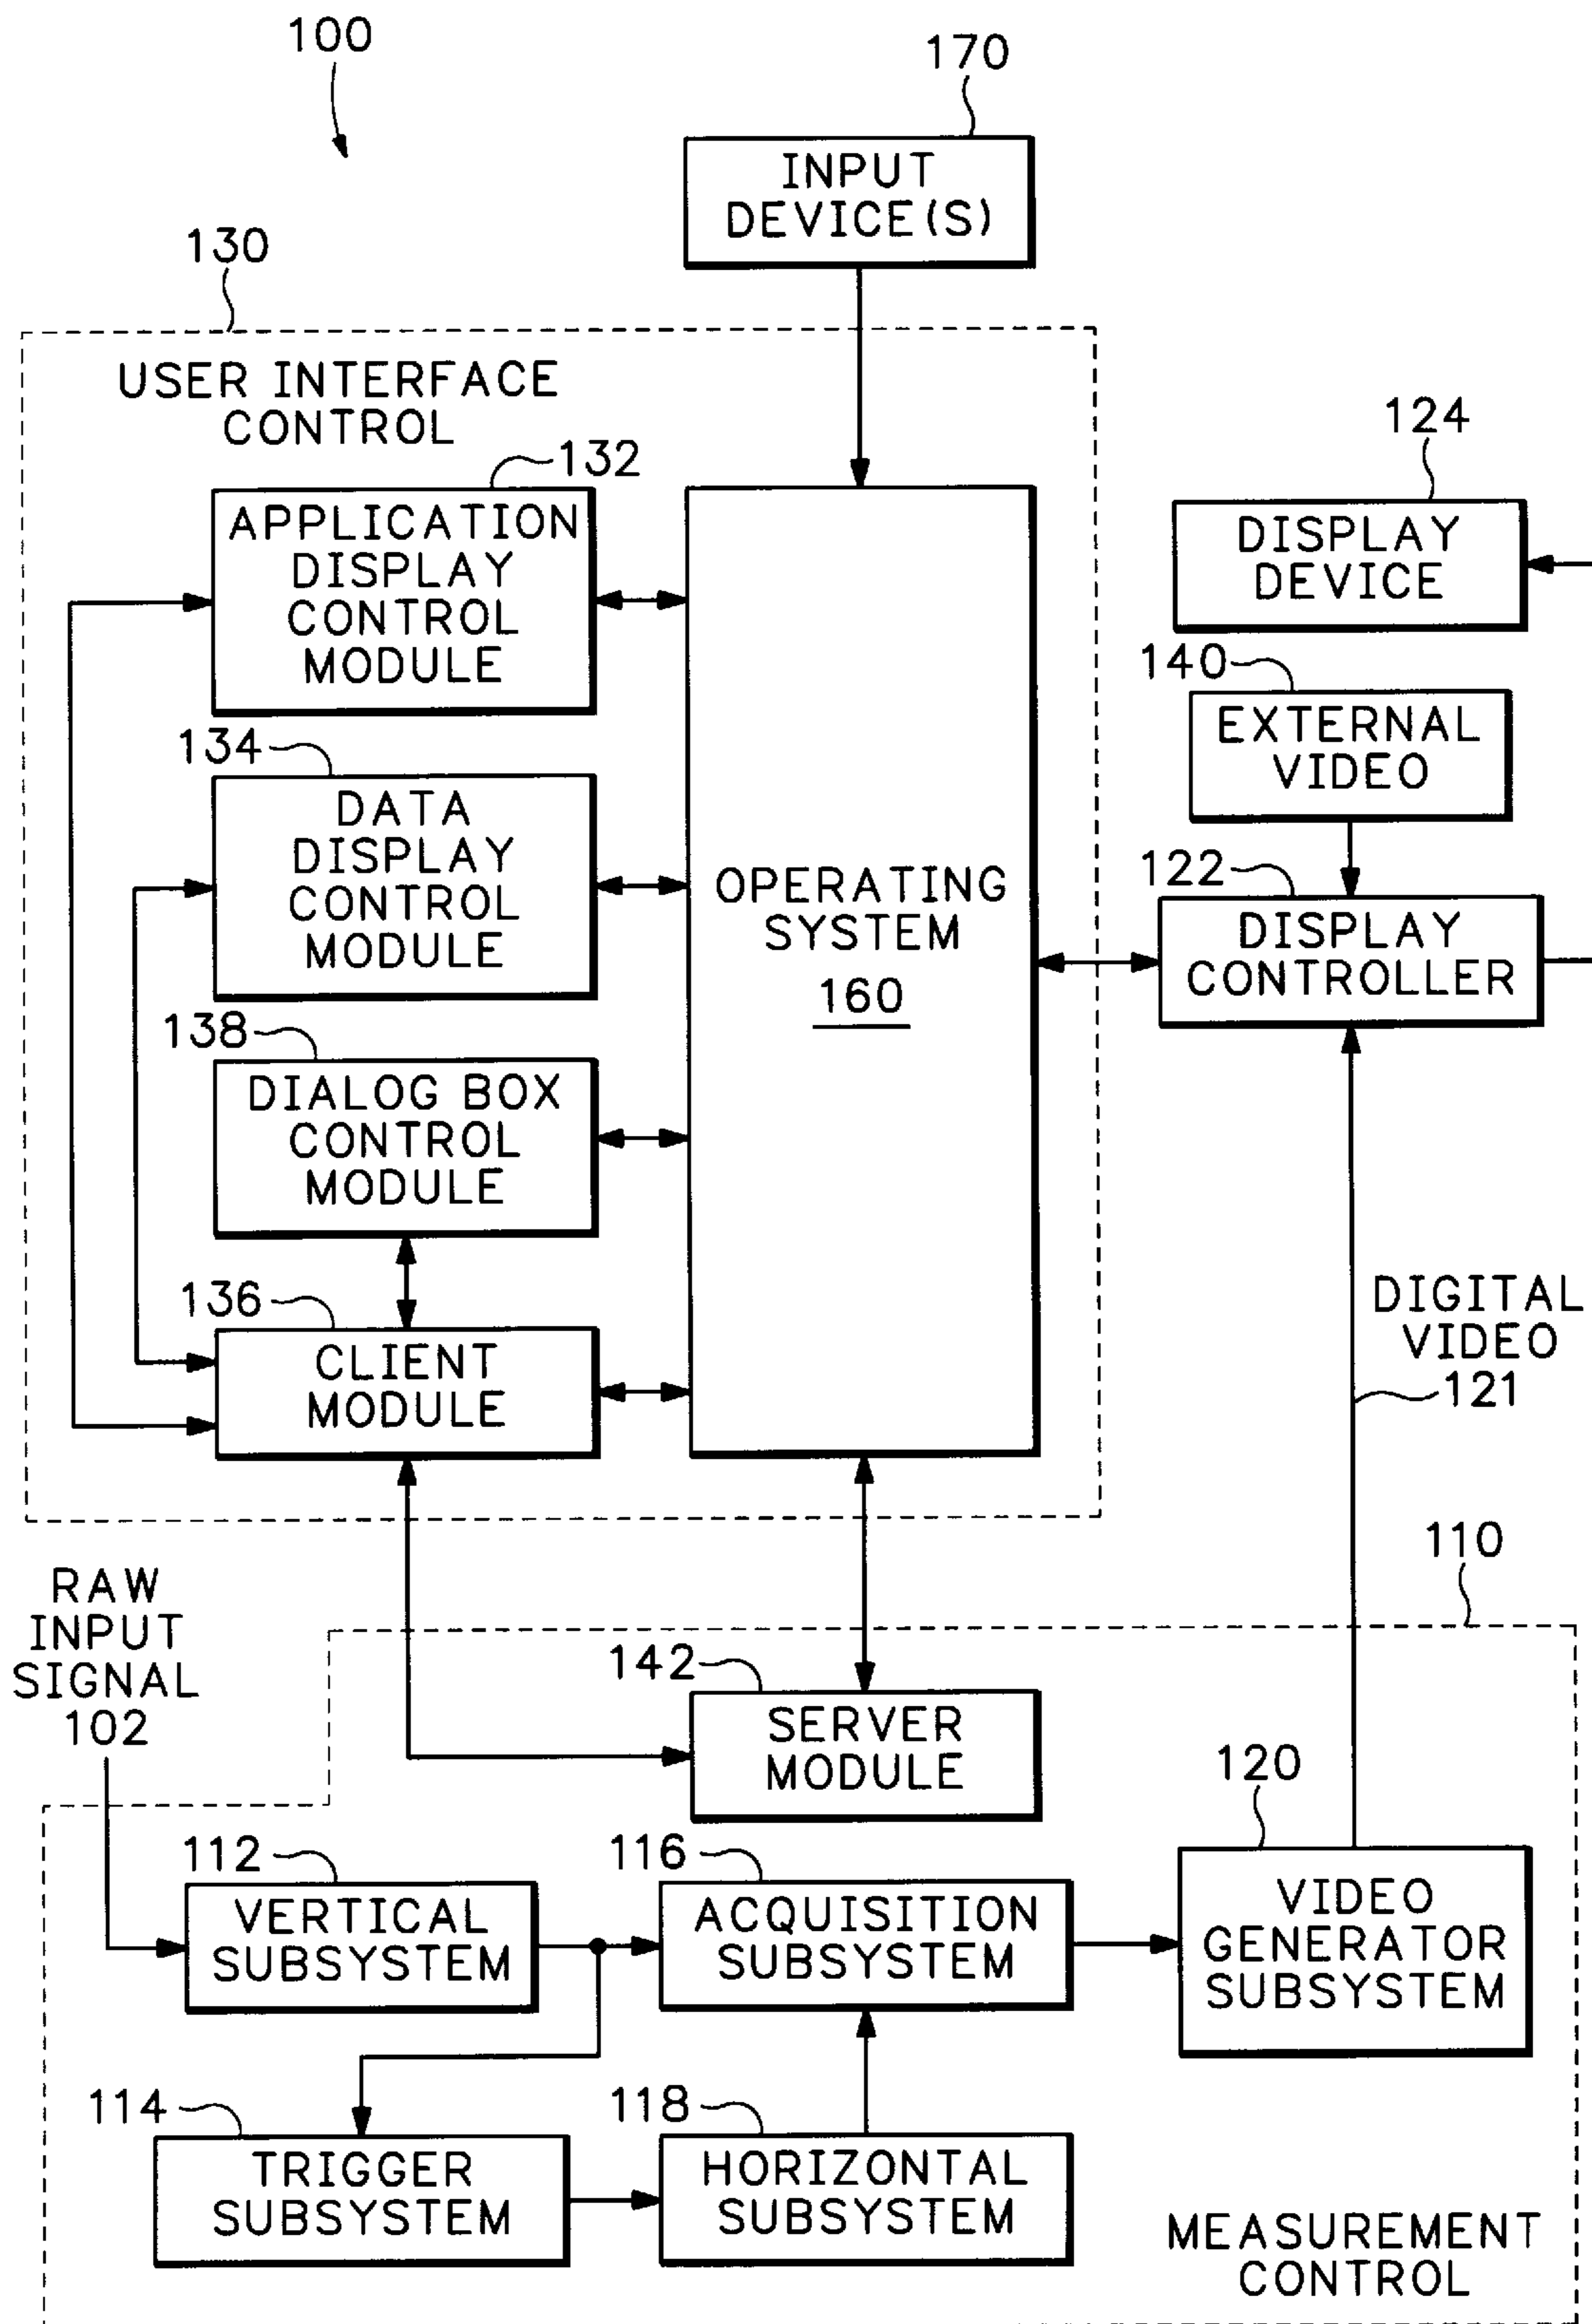 100
170
INPUT
DEVICE(S)
130
USER INTERFACE
CONTROL
132
APPLICATION
DISPLAY
CONTROL
MODULE
124
DISPLAY
DEVICE
140
EXTERNAL
VIDEO
134
DATA
DISPLAY
CONTROL
MODULE
OPERATING
SYSTEM
160
122
DISPLAY
CONTROLLER
138
DIALOG BOX
CONTROL
MODULE
136
CLIENT
MODULE
DIGITAL
VIDEO
121
110
RAW
INPUT
SIGNAL
102
142
SERVER
MODULE
120
VIDEO
GENERATOR
SUBSYSTEM
112
VERTICAL
SUBSYSTEM
116
ACQUISITION
SUBSYSTEM
114
TRIGGER
SUBSYSTEM
118
HORIZONTAL
SUBSYSTEM
MEASUREMENT
CONTROL